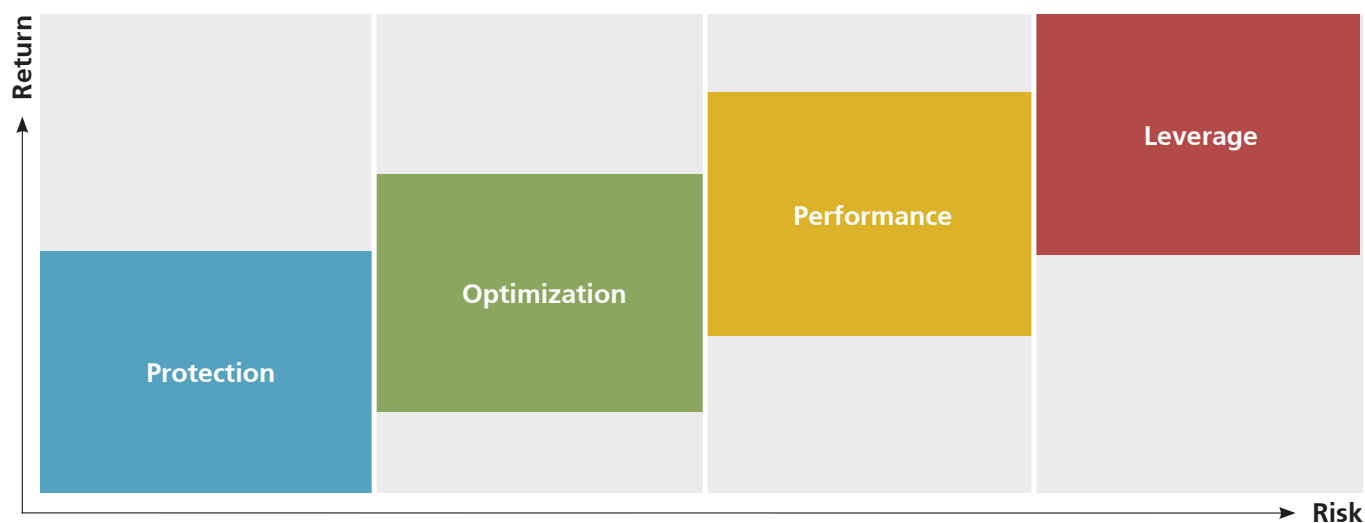 Return
Leverage
Performance
Optimization
Protection
Risk